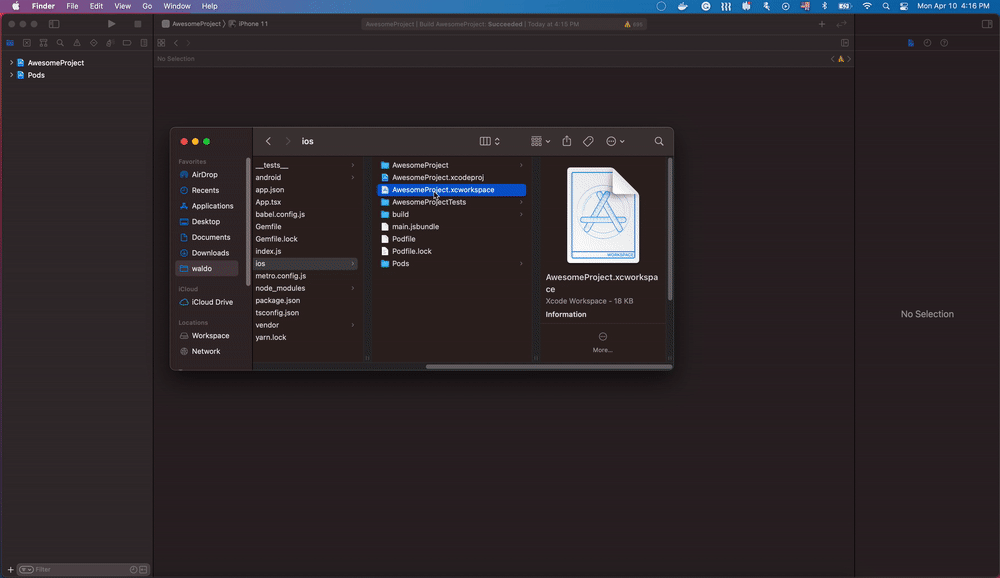 Finder File Edit View Go Window Help
Mon Apr 10 4:16 PM
AwesomeProject ⟩ iPhone 11
AwesomeProject | Build AwesomeProject: Succeeded | Today at 4:15 PM
No Selection
AwesomeProject
Pods
ios
Favorites
AirDrop
Recents
Applications
Desktop
Documents
Downloads
waldo
iCloud
iCloud Drive
Locations
Workspace
Network
__tests__
android
app.json
App.tsx
babel.config.js
Gemfile
Gemfile.lock
index.js
ios
metro.config.js
node_modules
package.json
tsconfig.json
vendor
yarn.lock
AwesomeProject
AwesomeProject.xcodeproj
AwesomeProject.xcworkspace
AwesomeProjectTests
build
main.jsbundle
Podfile
Podfile.lock
Pods
WORKSPACE
AwesomeProject.xcworkspa
ce
Xcode Workspace - 18 KB
Information
More...
No Selection
Filter